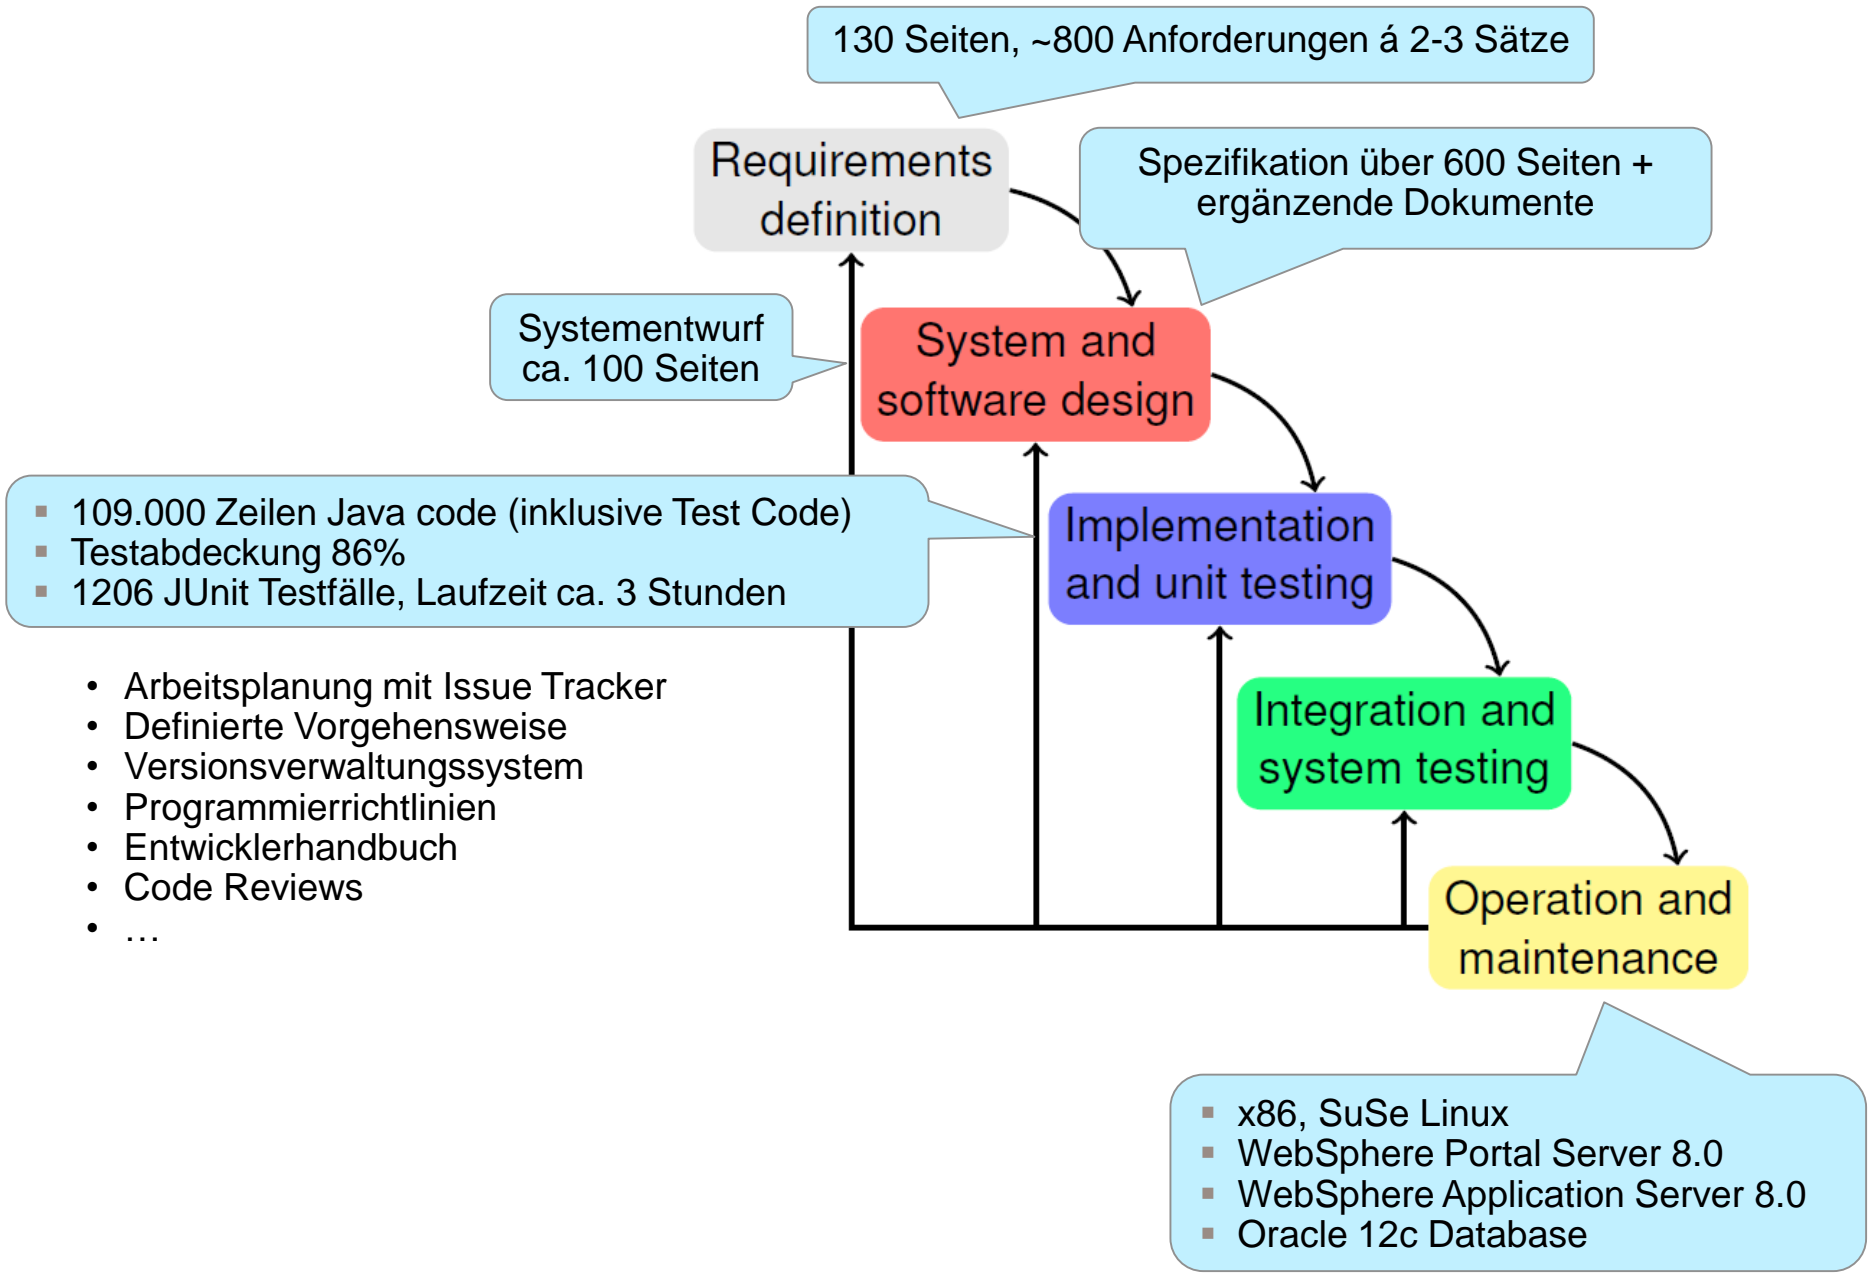 130 Seiten, ~800 Anforderungen á 2-3 Sätze
Requirements
definition
Spezifikation über 600 Seiten +
ergänzende Dokumente
Systementwurf
ca. 100 Seiten
System and
software design
▪ 109.000 Zeilen Java code (inklusive Test Code)
▪ Testabdeckung 86%
▪ 1206 JUnit Testfälle, Laufzeit ca. 3 Stunden
Implementation
and unit testing
• Arbeitsplanung mit Issue Tracker
• Definierte Vorgehensweise
• Versionsverwaltungssystem
• Programmierrichtlinien
• Entwicklerhandbuch
• Code Reviews
• …
Integration and
system testing
Operation and
maintenance
▪ x86, SuSe Linux
▪ WebSphere Portal Server 8.0
▪ WebSphere Application Server 8.0
▪ Oracle 12c Database